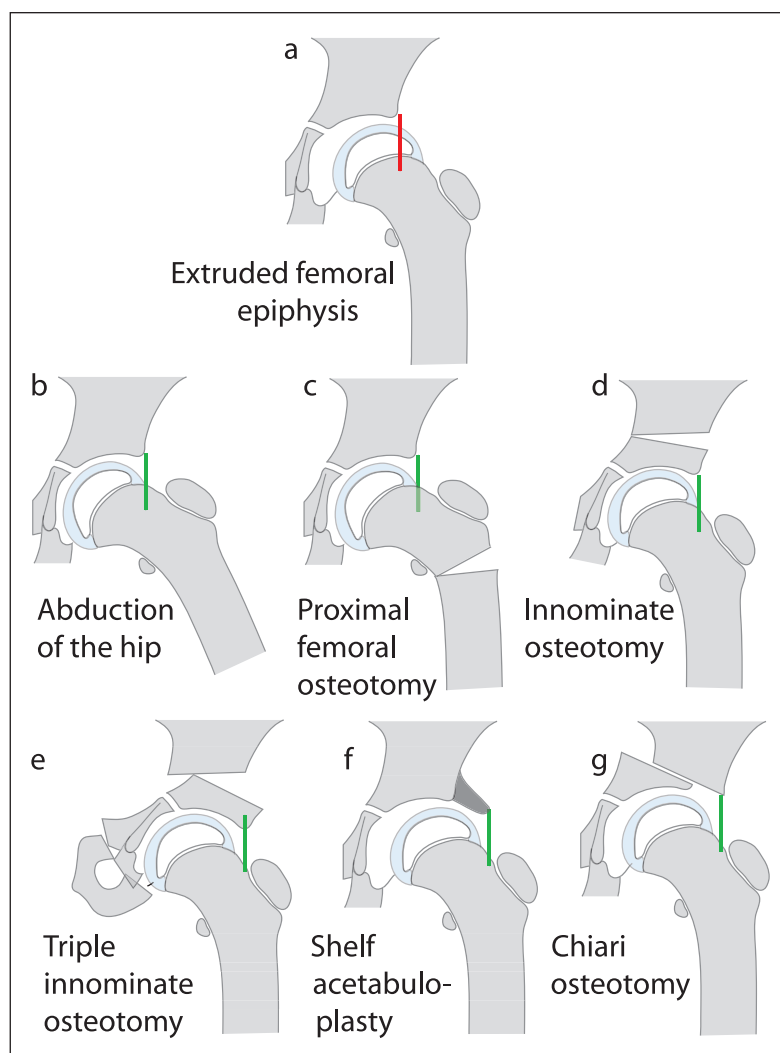 a
Extruded femoral
epiphysis
b
c
d
Abduction
of the hip
Proximal
femoral
osteotomy
Innominate
osteotomy
e
f
g
Triple
innominate
osteotomy
Shelf
acetabulo-
plasty
Chiari
osteotomy